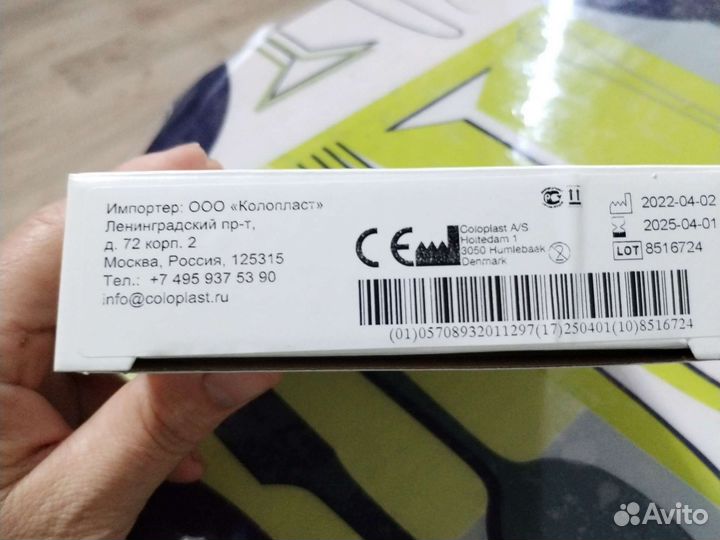 Импортер: ООО «Колопласт»
Ленинградский пр-т,
д. 72 корп. 2
Москва, Россия, 125315
Тел.: +7 495 937 53 90
info@coloplast.ru
CE
Coloplast A/S
Holtedam 1
3050 Humlebaek
Denmark
2022-04-02
2025-04-01
LOT 8516724
(01)05708932011297(17)250401(10)8516724
Avito